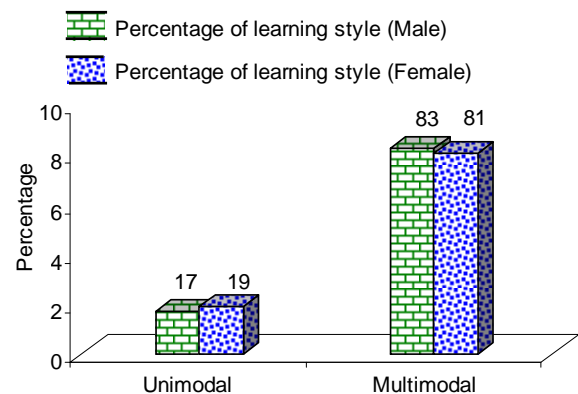 Percentage of learning style (Male)
Percentage of learning style (Female)
10
8
6
4
2
0
Percentage
17
19
83
81
Unimodal
Multimodal